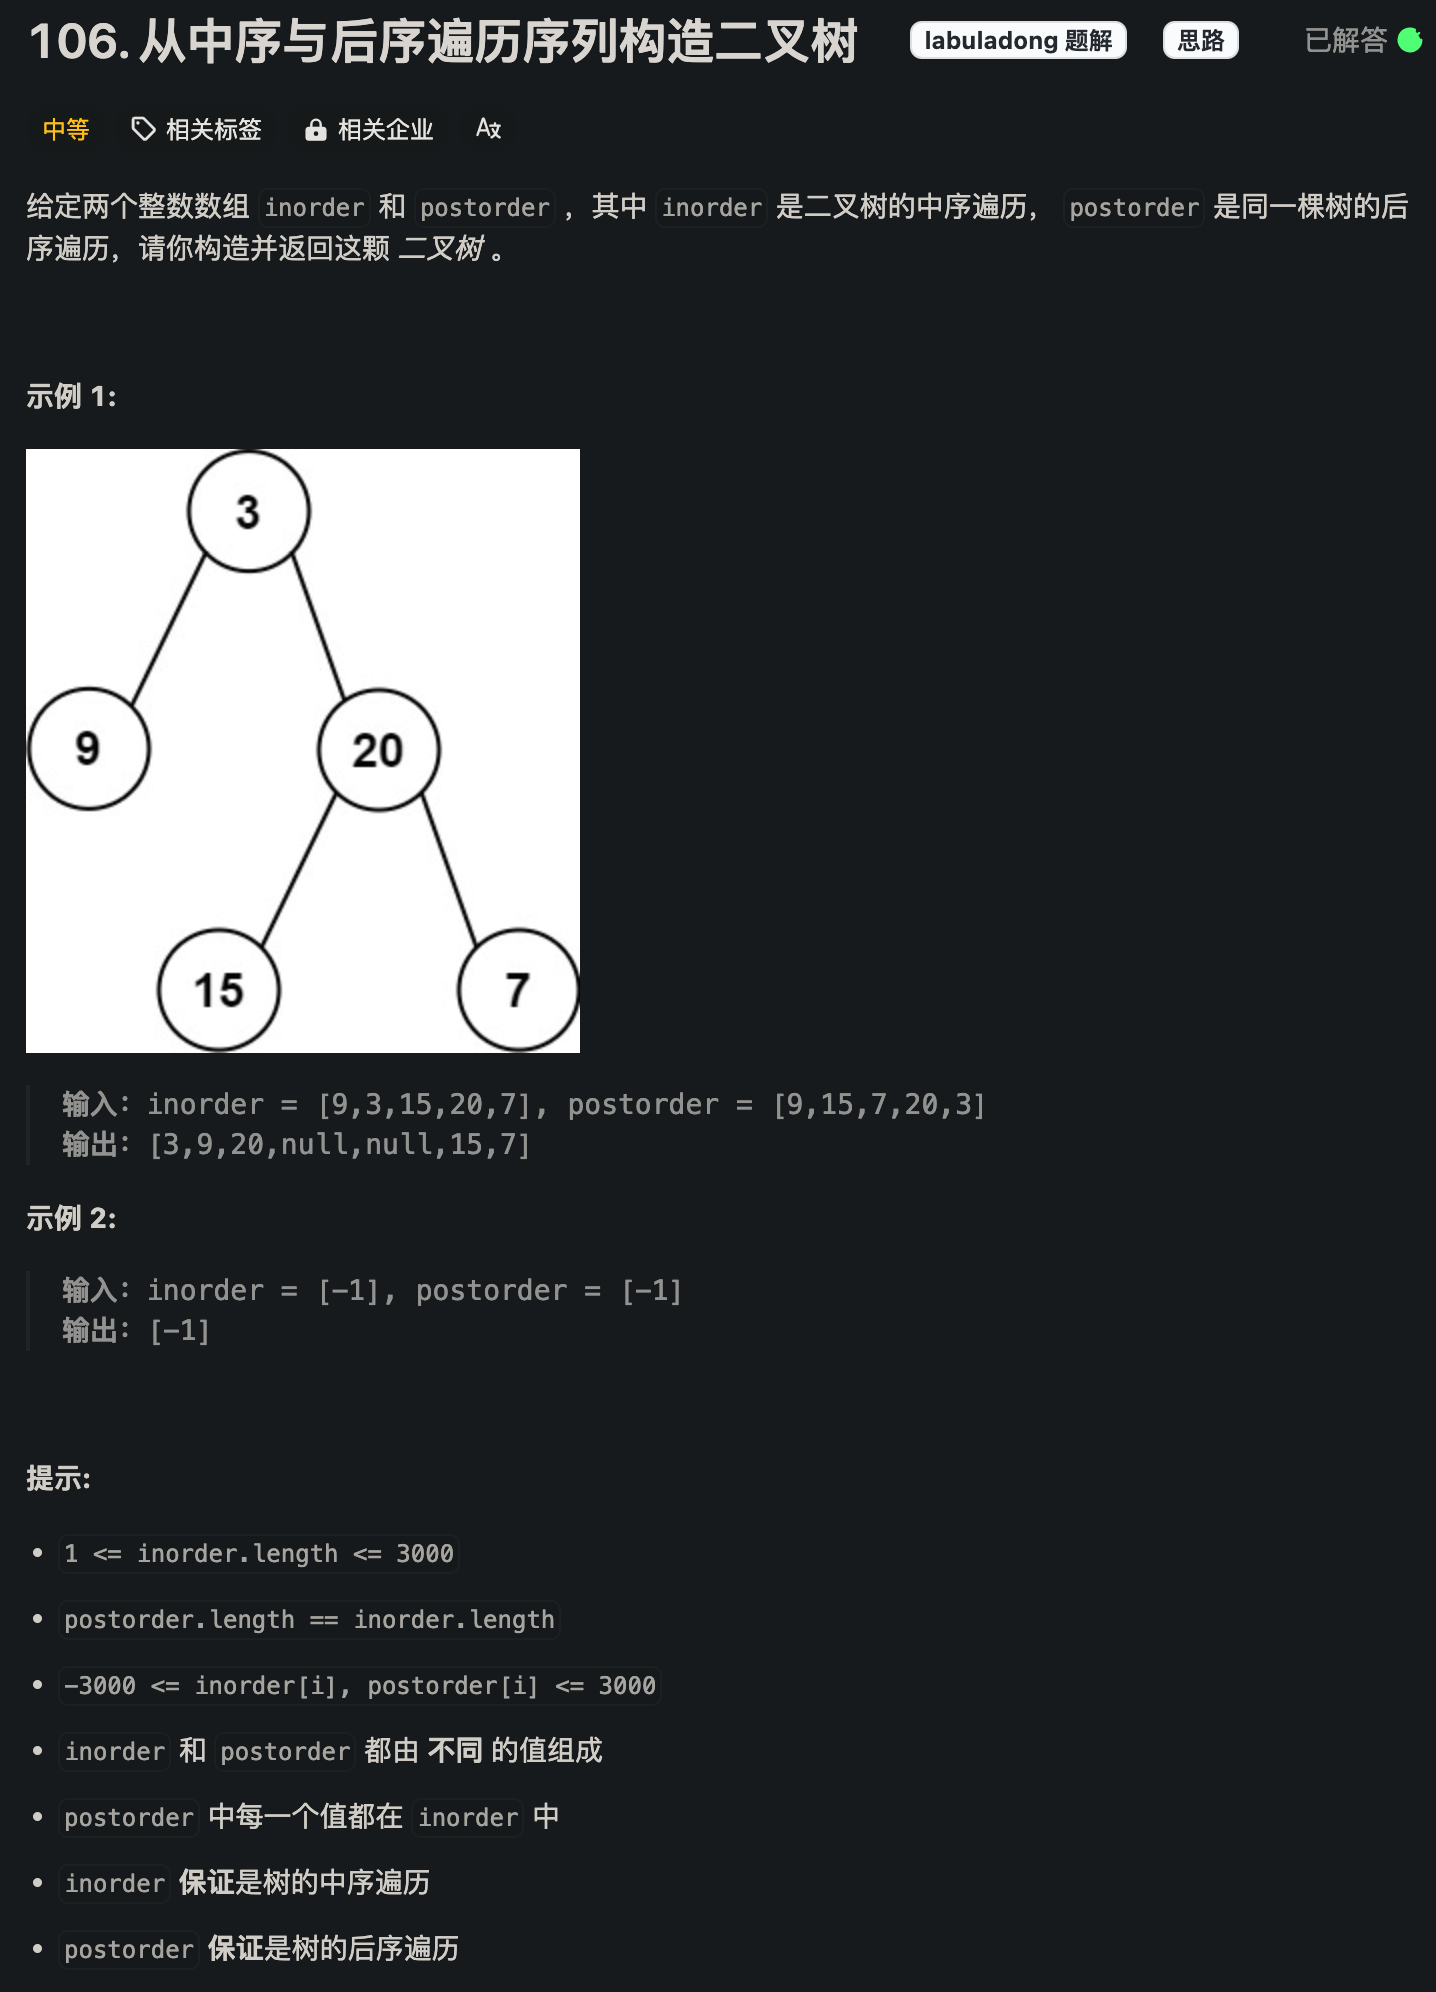 106. 从中序与后序遍历序列构造二叉树 labuladong 题解 思路 已解答
中等 相关标签 相关企业
给定两个整数数组 inorder 和 postorder ，其中 inorder 是二叉树的中序遍历， postorder 是同一棵树的后
序遍历，请你构造并返回这颗 二叉树 。
示例 1:
3
9
20
15
7
输入：inorder = [9,3,15,20,7], postorder = [9,15,7,20,3]
输出：[3,9,20,null,null,15,7]
示例 2:
输入：inorder = [-1], postorder = [-1]
输出：[-1]
提示:
• 1 <= inorder.length <= 3000
• postorder.length == inorder.length
• -3000 <= inorder[i], postorder[i] <= 3000
• inorder 和 postorder 都由 不同 的值组成
• postorder 中每一个值都在 inorder 中
• inorder 保证是树的中序遍历
• postorder 保证是树的后序遍历